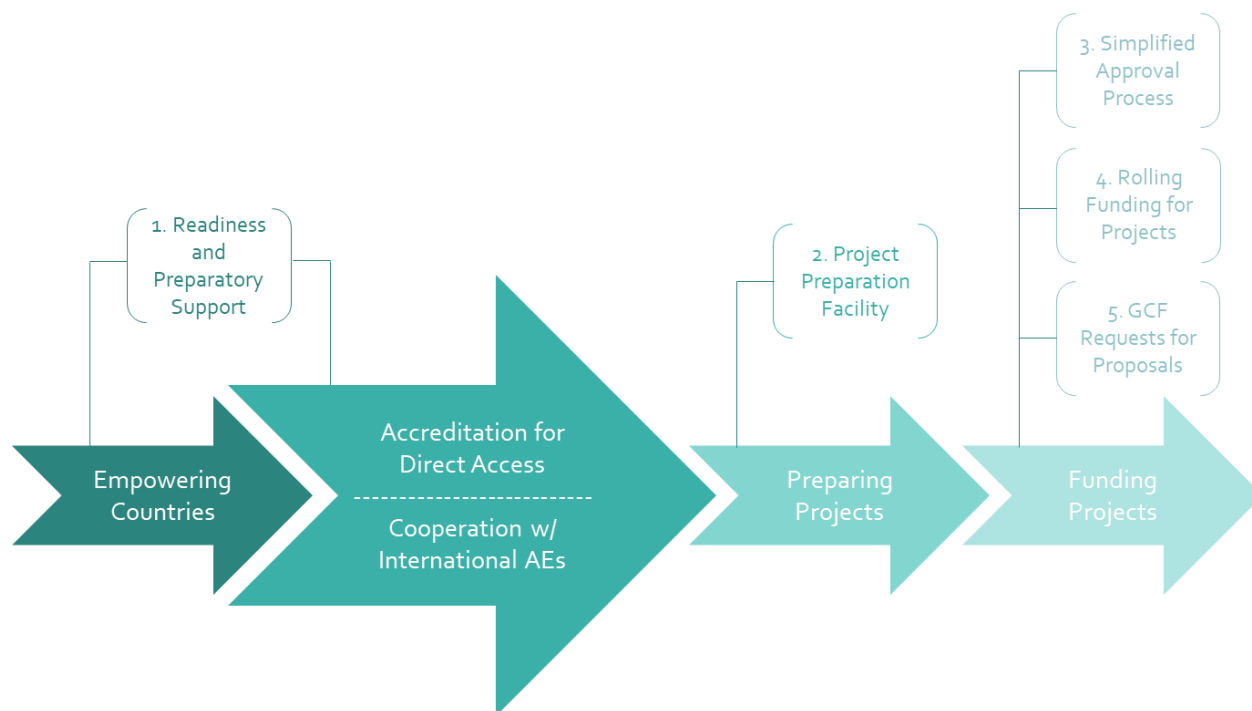 3. Simplified
Approval
Process
4. Rolling
Funding for
Projects
5. GCF
Requests for
Proposals
1. Readiness
and
Preparatory
Support
2. Project
Preparation
Facility
Empowering
Countries
Accreditation for
Direct Access
Cooperation w/
International AEs
Preparing
Projects
Funding
Projects